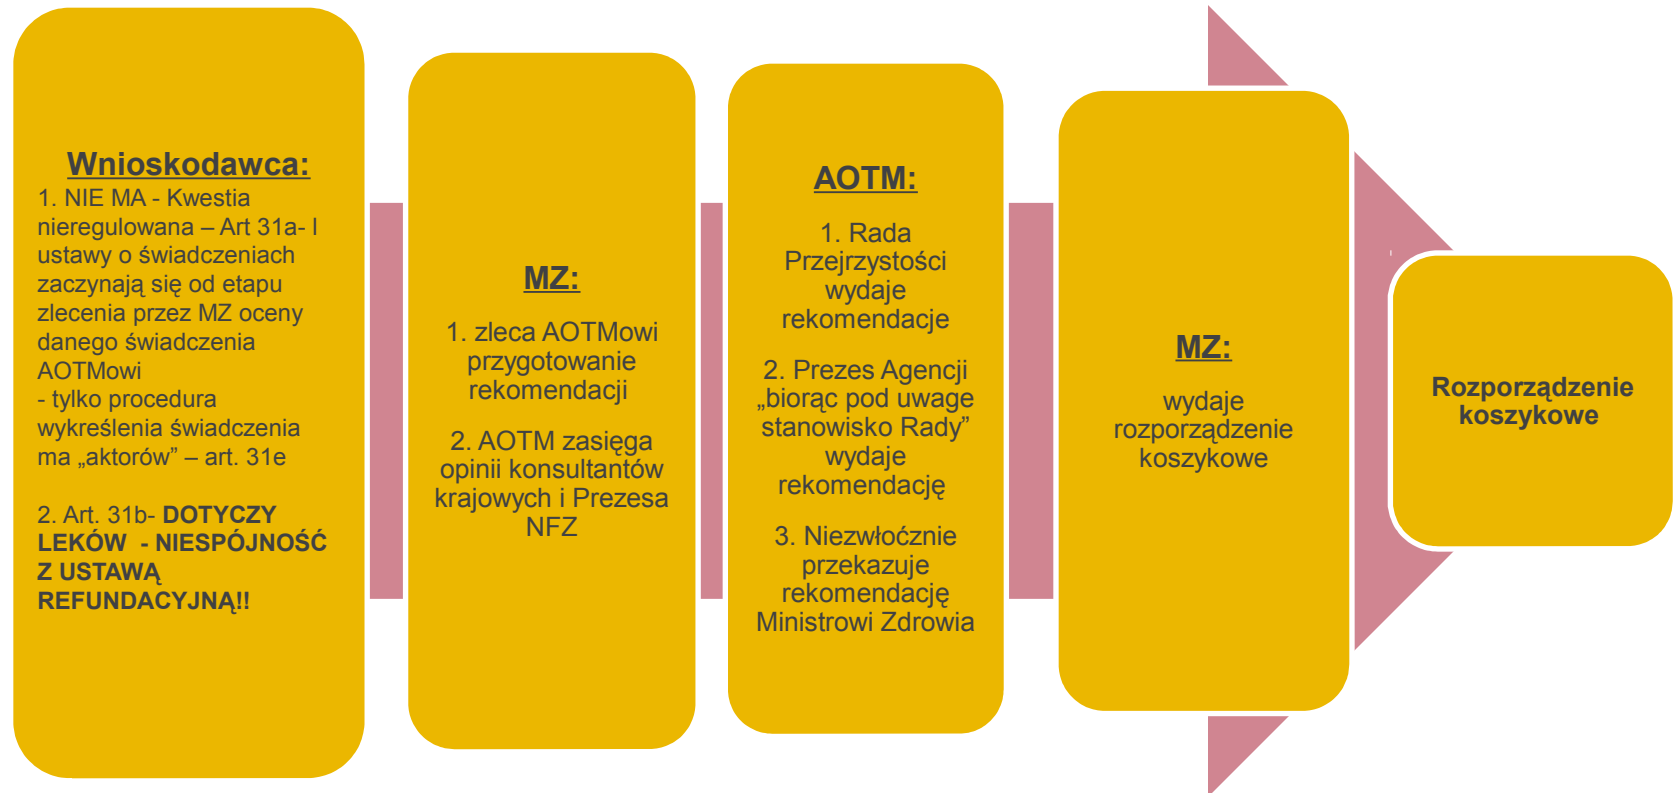 Wnioskodawca:
1. NIE MA - Kwestia
nieregulowana – Art 31a- l
ustawy o świadczeniach
zaczynają się od etapu
zlecenia przez MZ oceny
danego świadczenia
AOTMowi
- tylko procedura
wykreślenia świadczenia
ma „aktorów” – art. 31e
2. Art. 31b- DOTYCZY
LEKÓW - NIESPÓJNOŚĆ
Z USTAWĄ
REFUNDACYJNĄ!!
MZ:
1. zleca AOTMowi
przygotowanie
rekomendacji
2. AOTM zasięga
opinii konsultantów
krajowych i Prezesa
NFZ
AOTM:
1. Rada
Przejrzystości
wydaje
rekomendacje
2. Prezes Agencji
„biorąc pod uwage
stanowisko Rady”
wydaje
rekomendację
3. Niezwłoćznie
przekazuje
rekomendację
Ministrowi Zdrowia
MZ:
wydaje
rozporządzenie
koszykowe
Rozporządzenie
koszykowe